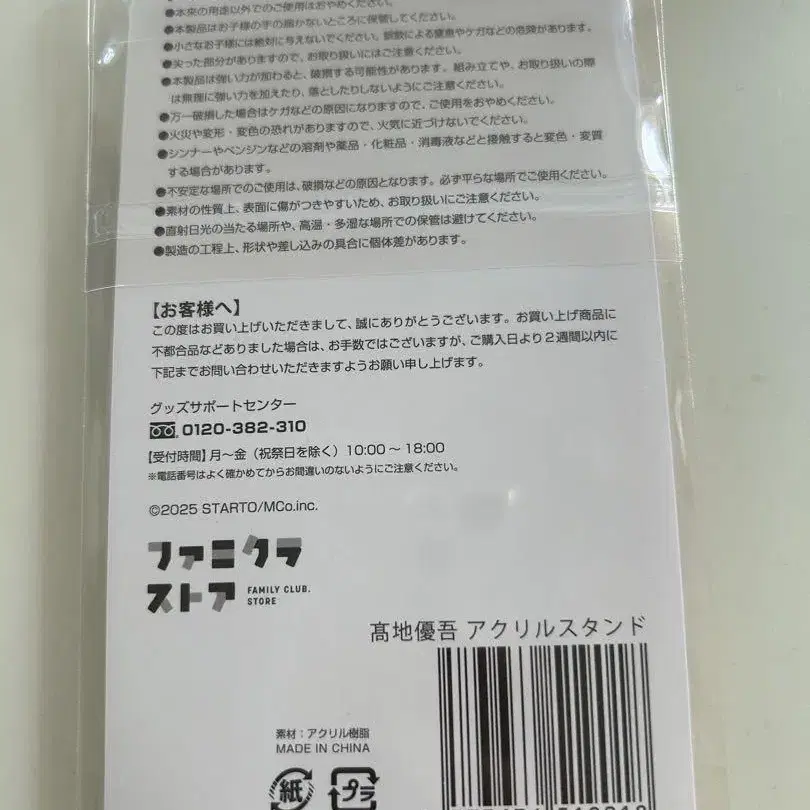 ●本来の用途以外でのご使用はおやめください。
●本製品はお子様の手の届かないところに保管してください。
●小さなお子様には絶対に与えないでください。誤飲による窒息やケガなどの危険があります。
●尖った部分がありますので、お取り扱いにはご注意ください。
●本製品は強い力が加わると、破損する可能性があります。組み立てや、お取り扱いの際
は無理に強い力を加えたり、落としたりしないようにご注意ください。
●万一破損した場合はケガなどの原因になりますので、ご使用をおやめください。
●火災や変形・変色の恐れがありますので、火気に近づけないでください。
●シンナーやベンジンなどの溶剤や薬品・化粧品・消毒液などと接触すると変色・変質
する場合があります。
●不安定な場所でのご使用は、破損などの原因となります。必ず平らな場所でご使用ください。
●素材の性質上、表面に傷がつきやすいため、お取り扱いにご注意ください。
●直射日光の当たる場所や、高温・多湿な場所での保管は避けてください。
●製造の工程上、形状や差し込みの具合に個体差があります。
【お客様へ】
この度はお買い上げいただきまして、誠にありがとうございます。お買い上げ商品に
不都合品などありました場合は、お手数ではございますが、ご購入日より2週間以内に
下記までお問い合わせいただきますようお願い申し上げます。
グッズサポートセンター
0120-382-310
【受付時間】月～金（祝祭日を除く）10:00～18:00
※電話番号はよく確かめてからお間違いのないようにご注意ください。
©2025 STARTO/MCo.inc.
ファミクラ
ストア
FAMILY CLUB.
STORE
髙地優吾 アクリルスタンド
素材：アクリル樹脂
MADE IN CHINA
紙
プラ